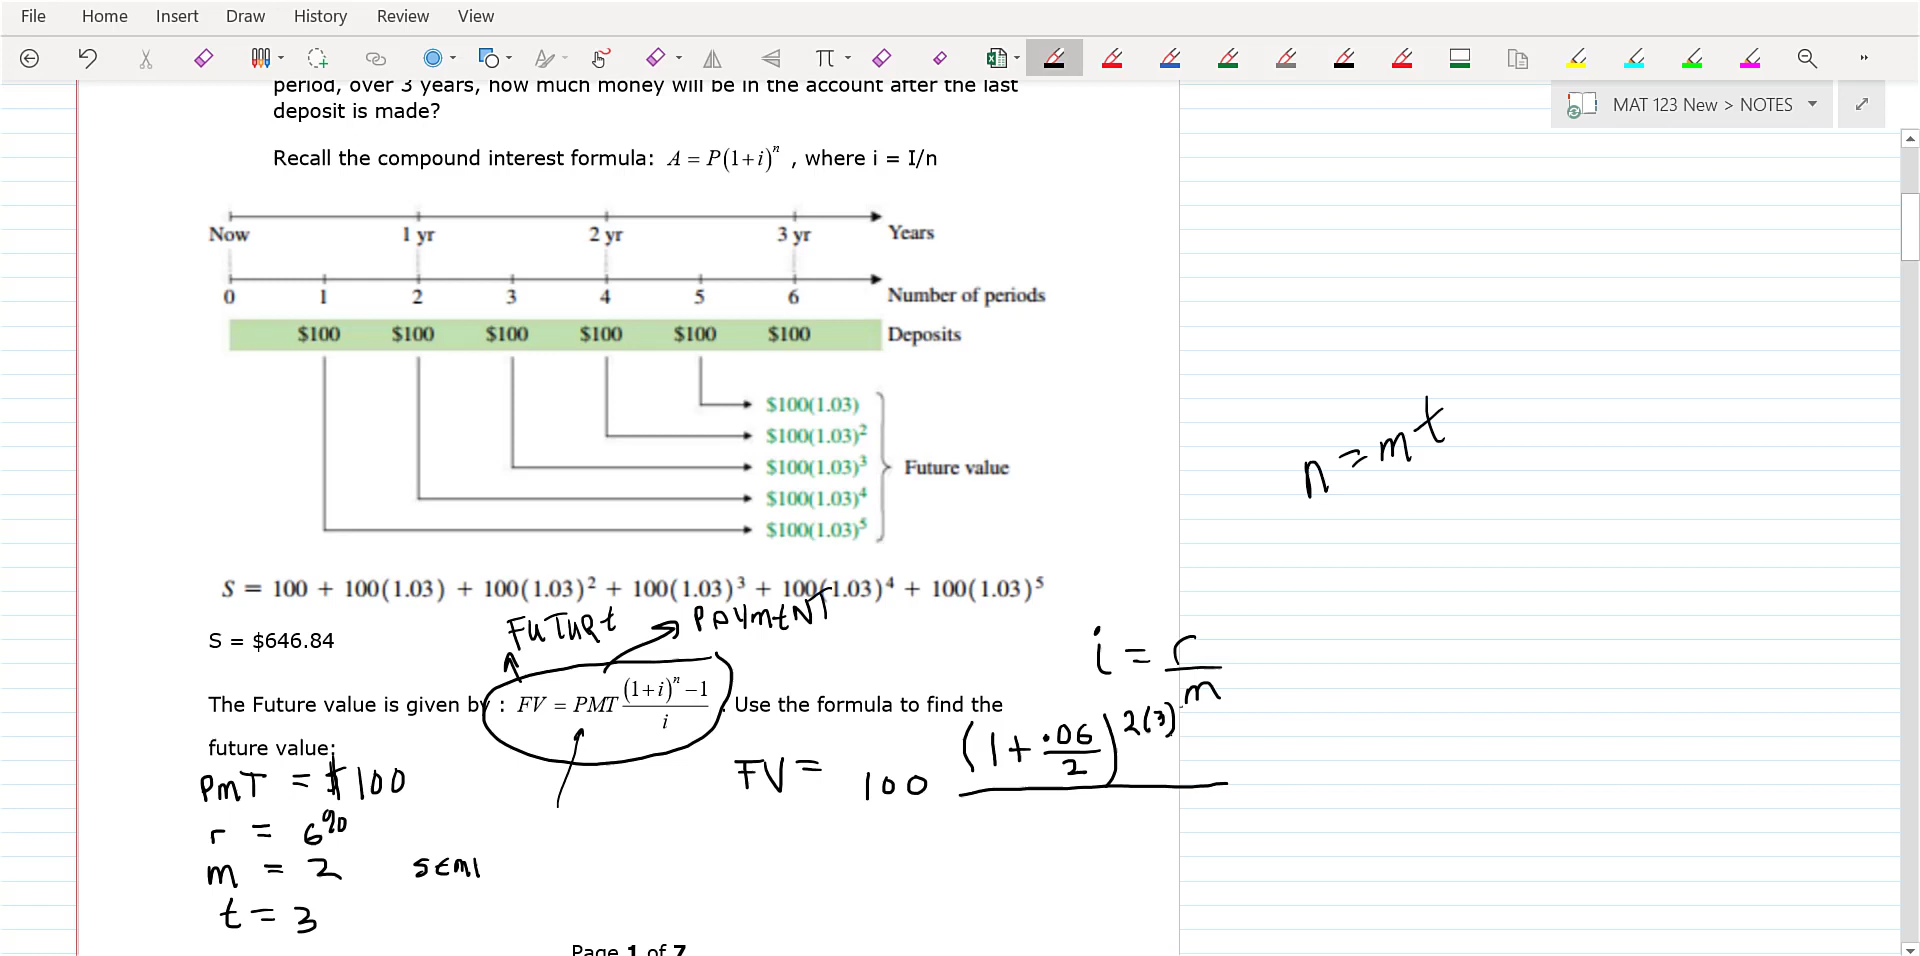 File Home Insert Draw History Review View
MAT 123 New > NOTES
period, over 3 years, how much money will be in the account after the last
deposit is made?
Recall the compound interest formula: A = P(1+i)^n , where i = I/n
Now 1 yr 2 yr 3 yr Years
0 1 2 3 4 5 6 Number of periods
$100 $100 $100 $100 $100 $100 Deposits
$100(1.03)
$100(1.03)^2
$100(1.03)^3 Future value
$100(1.03)^4
$100(1.03)^5
n = mt
S = 100 + 100(1.03) + 100(1.03)^2 + 100(1.03)^3 + 100(1.03)^4 + 100(1.03)^5
FUTURE PAYMENT
S = $646.84
i = r/m
The Future value is given by : FV = PMT ((1+i)^n −1)/i . Use the formula to find the
future value:
FV = 100 (1 + .06/2)^2(3)
PMT = $100
r = 6%
m = 2 SEMI
t = 3
Page 1 of 7